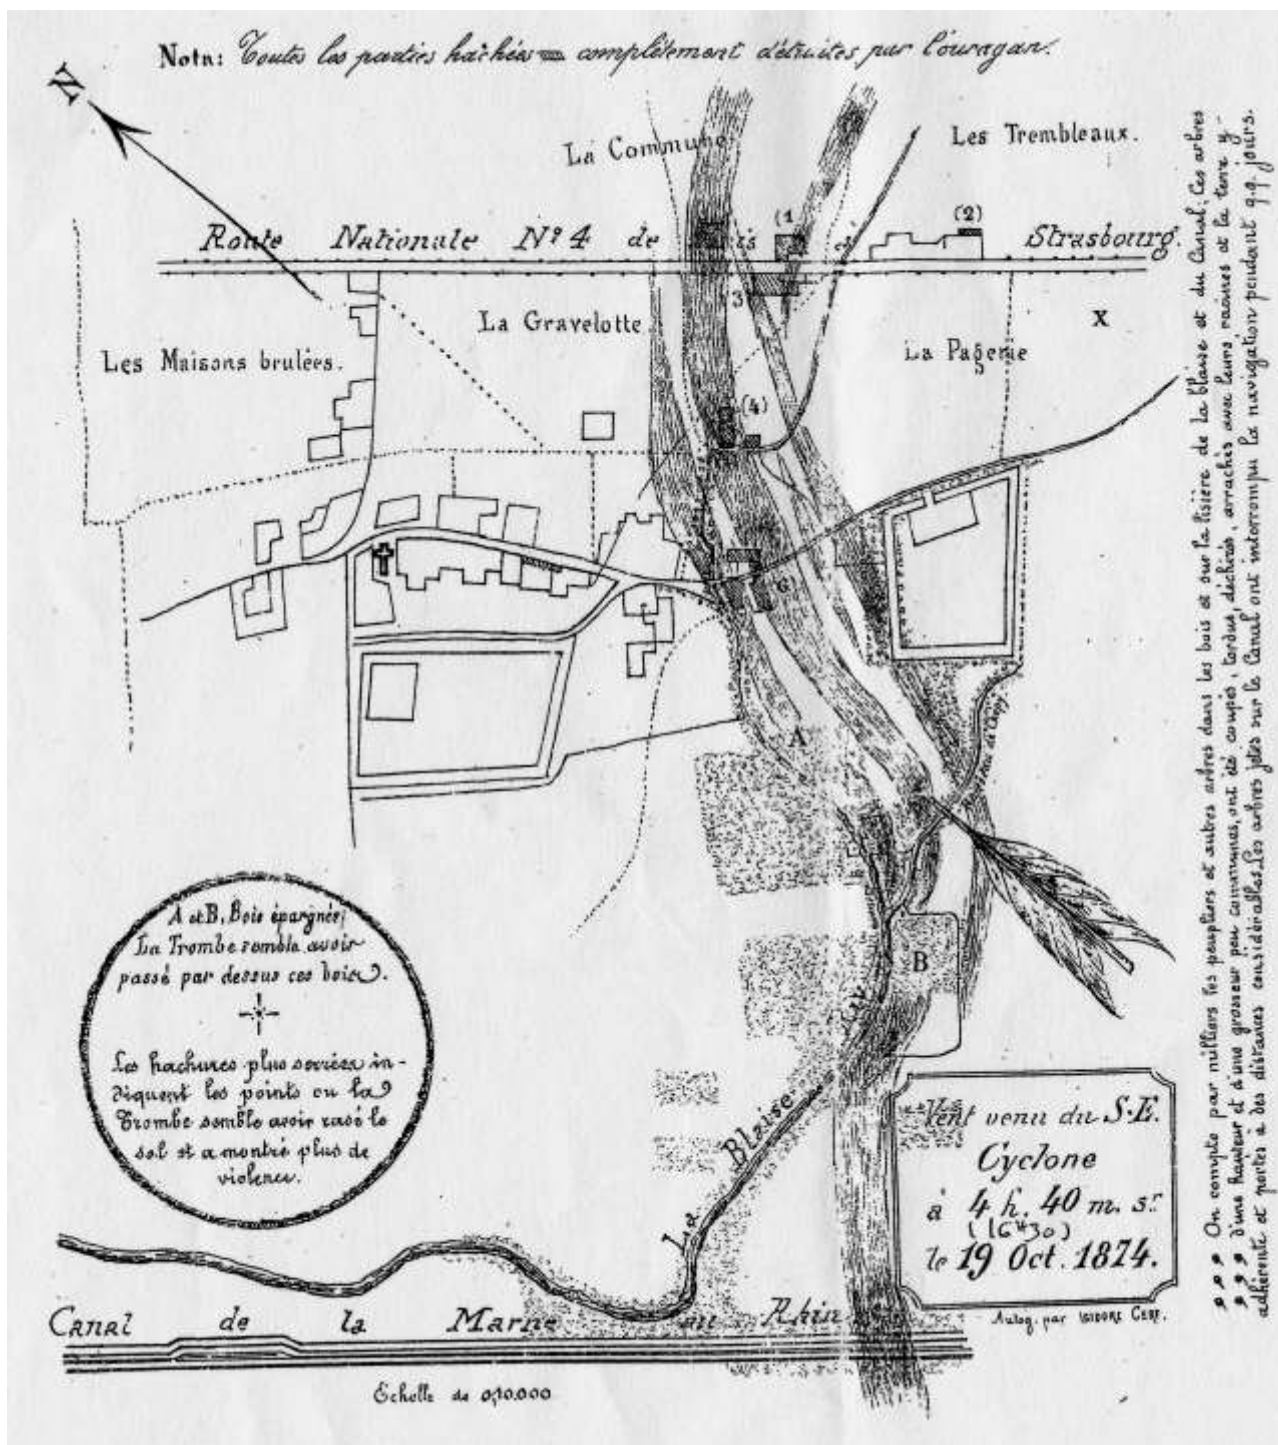 Nota: Toutes les parties hachées complètement détruites par l'ouragan.
N
La Commune
Les Trembleaux.
(1
(2)
Route Nationale Nº 4 de Paris à Strasbourg.
3
La Gravelotte
X
Les Maisons brulées.
La Pagerie
(4)
6)
A
B
A et B, Bois épargnés;
La Trombe semble avoir
passé par dessus ces bois.
Les hachures plus serrées in-
diquent les points ou la
Trombe semble avoir rasé le
sol et a montré plus de
violence.
La Blaise
Vent venu du S.E.
Cyclone
à 4 h. 40 m. sr
(16H30)
le 19 Oct. 1874.
Autog. par ISIDORE CERF.
Canal de la Marne au Rhin
Echelle de 0,10.000
On compte par milliers les peupliers et autres arbres dans les bois et sur la lisière de la blaise et du Canal; Ces arbres
d'une hauteur et d'une grosseur peu communes, ont été coupés, tordus, déchirés, arrachés avec leurs racines et la terre y-
adhérente et portés à des distances considérables. Les arbres jetés sur le Canal ont interrompu la navigation pendant q.q. jours.